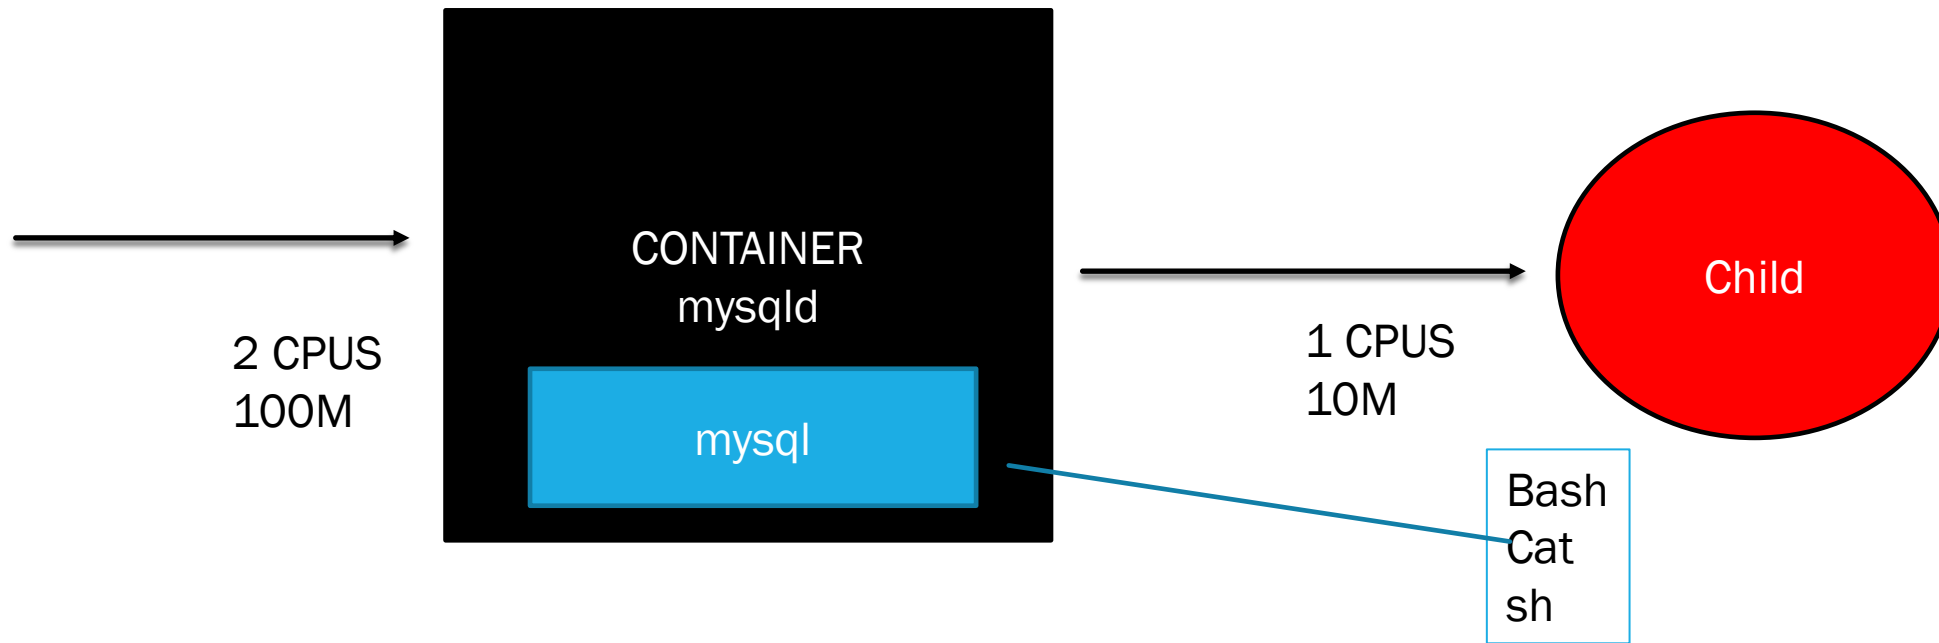 2 CPUS
100M
CONTAINER
mysqld
mysql
1 CPUS
10M
Child
Bash
Cat
sh